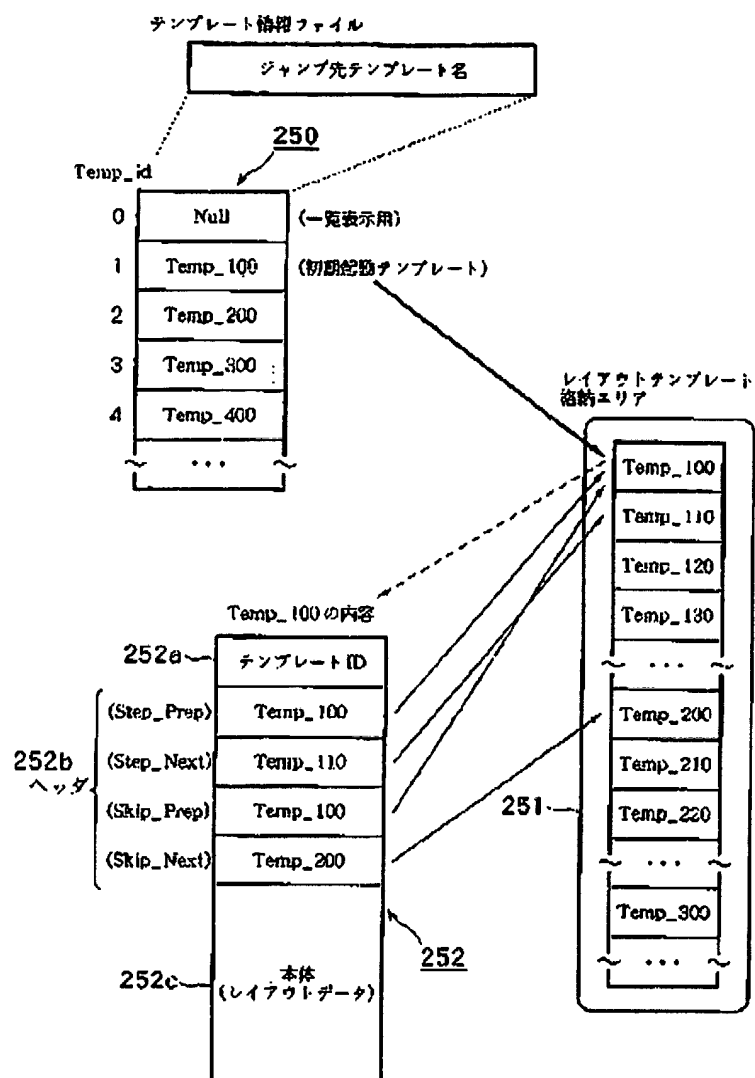 テンプレート情報ファイル
ジャンプ先テンプレート名
250
Temp_id
0 Null (一覧表示用)
1 Temp_100 (初期起動テンプレート)
2 Temp_200
3 Temp_300
4 Temp_400
～ ・・・ ～
レイアウトテンプレート
格納エリア
Temp_100
Temp_110
Temp_120
Temp_130
～ ・・・ ～
Temp_200
Temp_210
Temp_220
～ ・・・ ～
Temp_300
～ ・・・ ～
251
Temp_100の内容
252a テンプレートID
(Step_Prep) Temp_100
(Step_Next) Temp_110
(Skip_Prep) Temp_100
(Skip_Next) Temp_200
252b
ヘッダ
252
252c 本体
(レイアウトデータ)